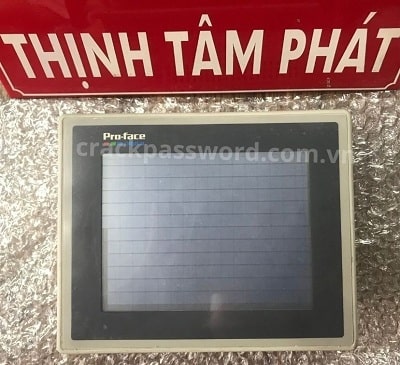 THỊNH TÂM PHÁT
Pro-face
crackpassword.com.vn